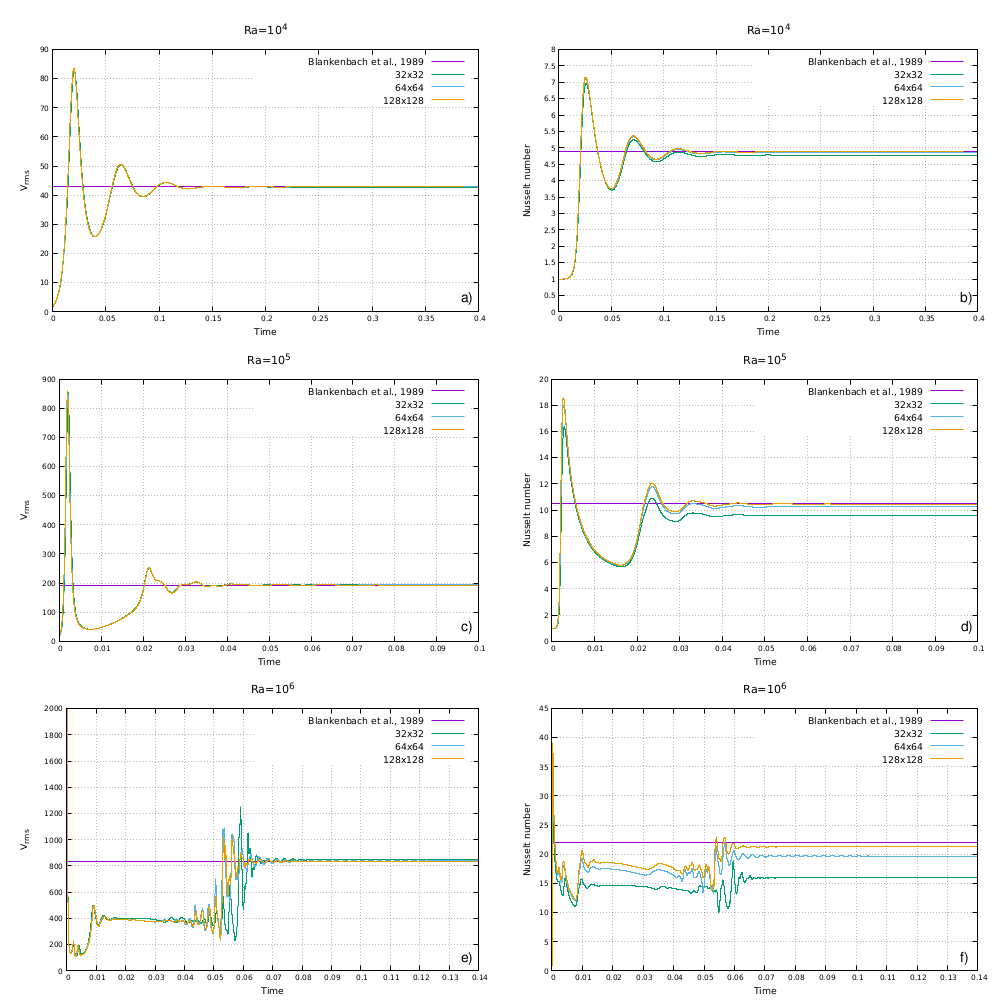 Ra=10^4
Blankenbach et al., 1989
32x32
64x64
128x128
90
80
70
60
50
40
30
20
10
0
V_rms
0 0.05 0.1 0.15 0.2 0.25 0.3 0.35 0.4
Time
a)
Ra=10^4
Blankenbach et al., 1989
32x32
64x64
128x128
8
7.5
7
6.5
6
5.5
5
4.5
4
3.5
3
2.5
2
1.5
1
0.5
0
Nusselt number
0 0.05 0.1 0.15 0.2 0.25 0.3 0.35 0.4
Time
b)
Ra=10^5
Blankenbach et al., 1989
32x32
64x64
128x128
900
800
700
600
500
400
300
200
100
0
V_rms
0 0.01 0.02 0.03 0.04 0.05 0.06 0.07 0.08 0.09 0.1
Time
c)
Ra=10^5
Blankenbach et al., 1989
32x32
64x64
128x128
20
18
16
14
12
10
8
6
4
2
0
Nusselt number
0 0.01 0.02 0.03 0.04 0.05 0.06 0.07 0.08 0.09 0.1
Time
d)
Ra=10^6
Blankenbach et al., 1989
32x32
64x64
128x128
2000
1800
1600
1400
1200
1000
800
600
400
200
0
V_rms
0 0.01 0.02 0.03 0.04 0.05 0.06 0.07 0.08 0.09 0.1 0.11 0.12 0.13 0.14
Time
e)
Ra=10^6
Blankenbach et al., 1989
32x32
64x64
128x128
45
40
35
30
25
20
15
10
5
0
Nusselt number
0 0.01 0.02 0.03 0.04 0.05 0.06 0.07 0.08 0.09 0.1 0.11 0.12 0.13 0.14
Time
f)